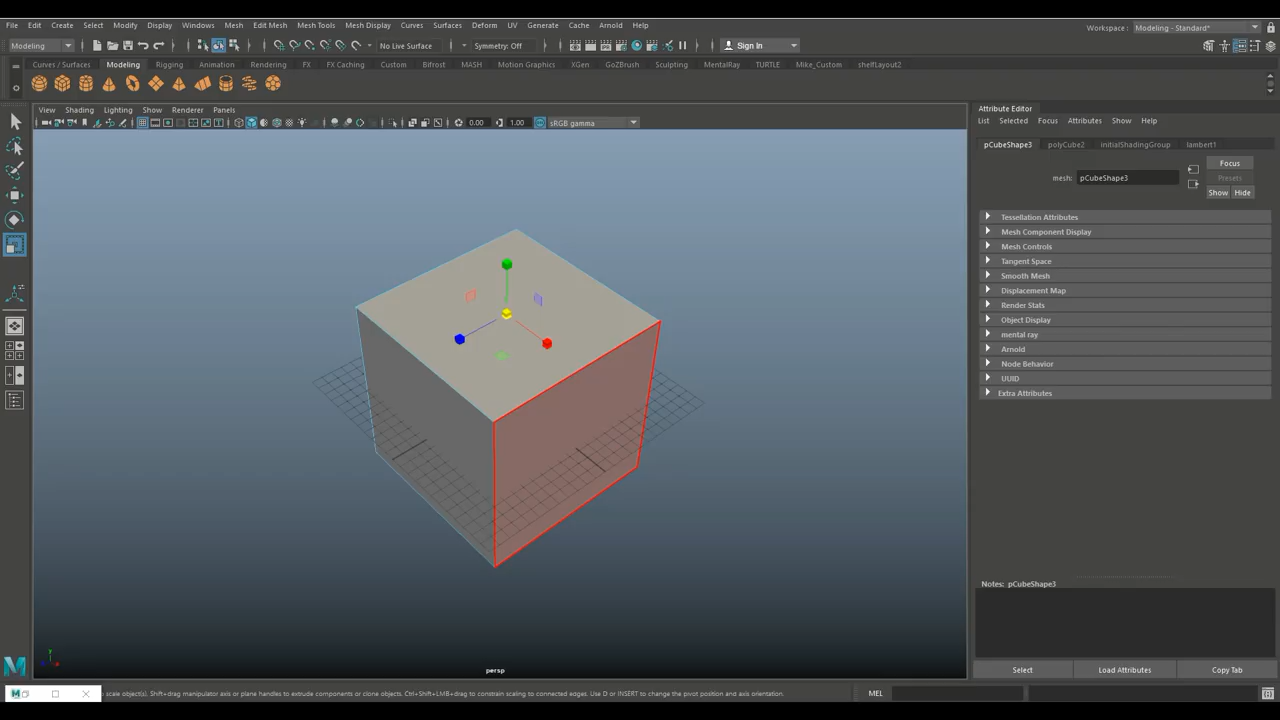 File Edit Create Select Modify Display Windows Mesh Edit Mesh Mesh Tools Mesh Display Curves Surfaces Deform UV Generate Cache Arnold Help
Workspace: Modeling - Standard*
Modeling No Live Surface Symmetry: Off Sign In
Curves / Surfaces Modeling Rigging Animation Rendering FX FX Caching Custom Bifrost MASH Motion Graphics XGen GoZBrush Sculpting MentalRay TURTLE Mike_Custom shelfLayout2
View Shading Lighting Show Renderer Panels
0.00 1.00 sRGB gamma
persp
y
Attribute Editor
List Selected Focus Attributes Show Help
pCubeShape3 polyCube2 initialShadingGroup lambert1
Focus
mesh: pCubeShape3 Presets
Show Hide
Tessellation Attributes
Mesh Component Display
Mesh Controls
Tangent Space
Smooth Mesh
Displacement Map
Render Stats
Object Display
mental ray
Arnold
Node Behavior
UUID
Extra Attributes
Notes: pCubeShape3
Select Load Attributes Copy Tab
scale object(s). Shift+drag manipulator axis or plane handles to extrude components or clone objects. Ctrl+Shift+LMB+drag to constrain scaling to connected edges. Use D or INSERT to change the pivot position and axis orientation.
MEL